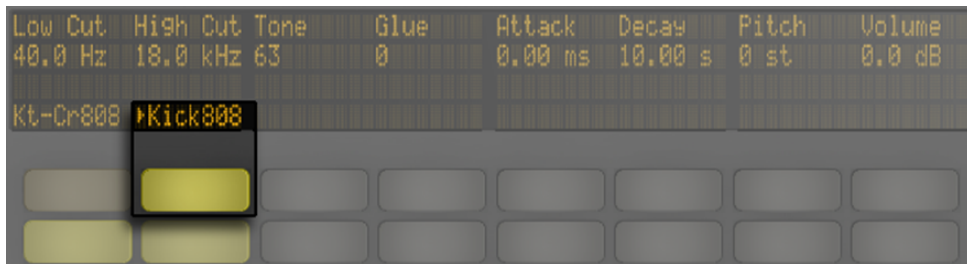 Low Cut High Cut Tone Glue Attack Decay Pitch Volume
40.0 Hz 18.0 kHz 63 0 0.00 ms 10.00 s 0 st 0.0 dB
Kt-Cr808 Kick808